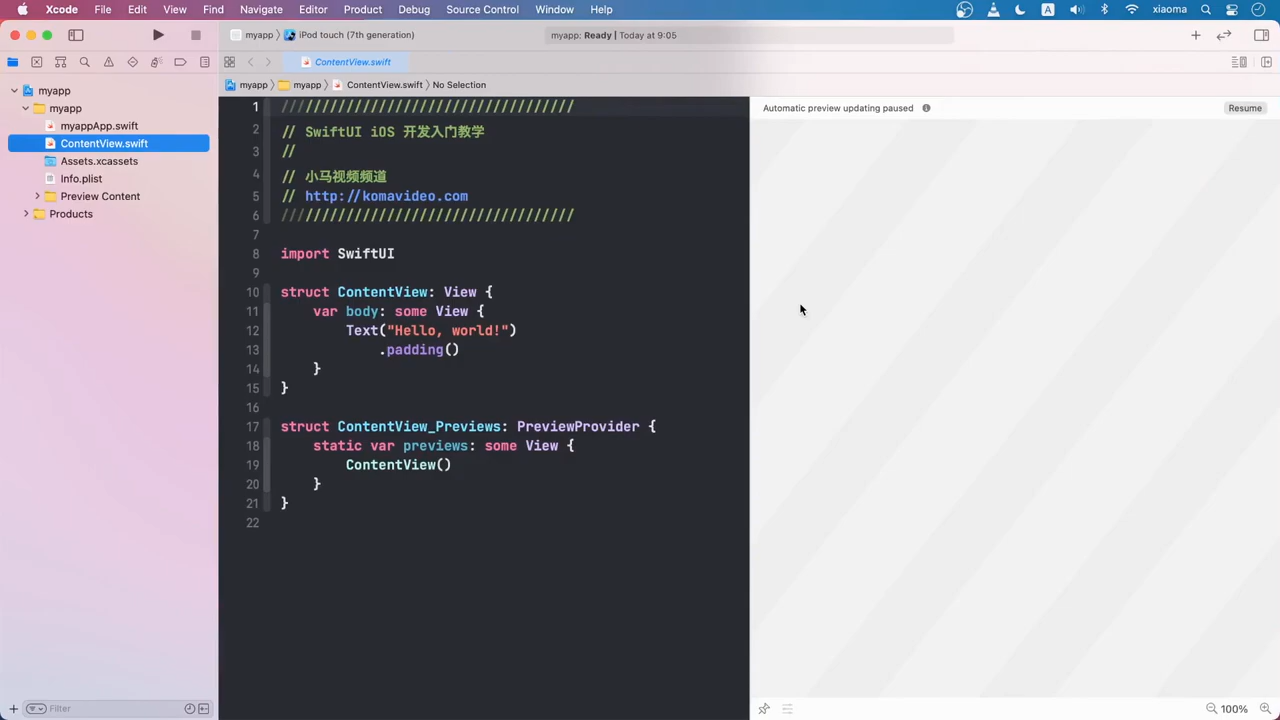 Xcode File Edit View Find Navigate Editor Product Debug Source Control Window Help
A xiaoma
myapp iPod touch (7th generation)
myapp: Ready | Today at 9:05
ContentView.swift
myapp myapp ContentView.swift No Selection
myapp
myapp
myappApp.swift
ContentView.swift
Assets.xcassets
Info.plist
Preview Content
Products
Filter
1 ////////////////////////////////////
2 // SwiftUI iOS 开发入门教学
3 //
4 // 小马视频频道
5 // http://komavideo.com
6 ////////////////////////////////////
7
8 import SwiftUI
9
10 struct ContentView: View {
11 var body: some View {
12 Text("Hello, world!")
13 .padding()
14 }
15 }
16
17 struct ContentView_Previews: PreviewProvider {
18 static var previews: some View {
19 ContentView()
20 }
21 }
22
Automatic preview updating paused
Resume
100%